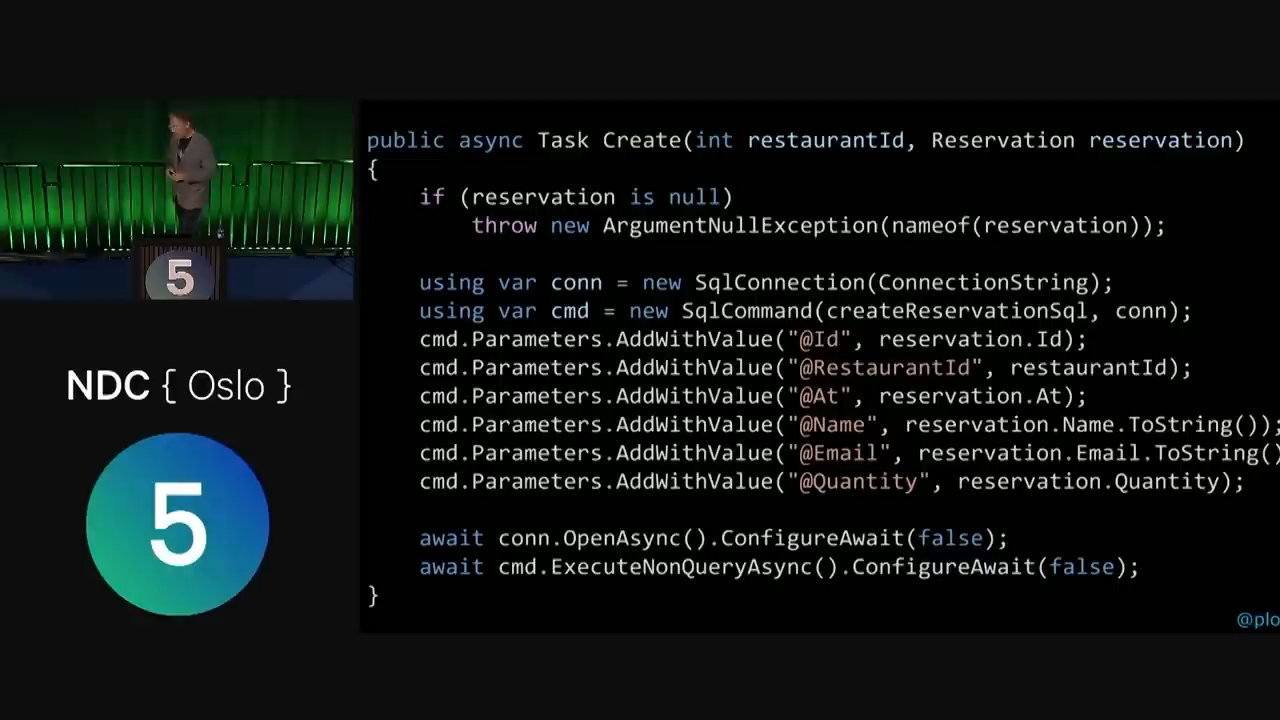 5
NDC { Oslo }
5
public async Task Create(int restaurantId, Reservation reservation)
{
    if (reservation is null)
        throw new ArgumentNullException(nameof(reservation));

    using var conn = new SqlConnection(ConnectionString);
    using var cmd = new SqlCommand(createReservationSql, conn);
    cmd.Parameters.AddWithValue("@Id", reservation.Id);
    cmd.Parameters.AddWithValue("@RestaurantId", restaurantId);
    cmd.Parameters.AddWithValue("@At", reservation.At);
    cmd.Parameters.AddWithValue("@Name", reservation.Name.ToString());
    cmd.Parameters.AddWithValue("@Email", reservation.Email.ToString()
    cmd.Parameters.AddWithValue("@Quantity", reservation.Quantity);

    await conn.OpenAsync().ConfigureAwait(false);
    await cmd.ExecuteNonQueryAsync().ConfigureAwait(false);
}
@plo